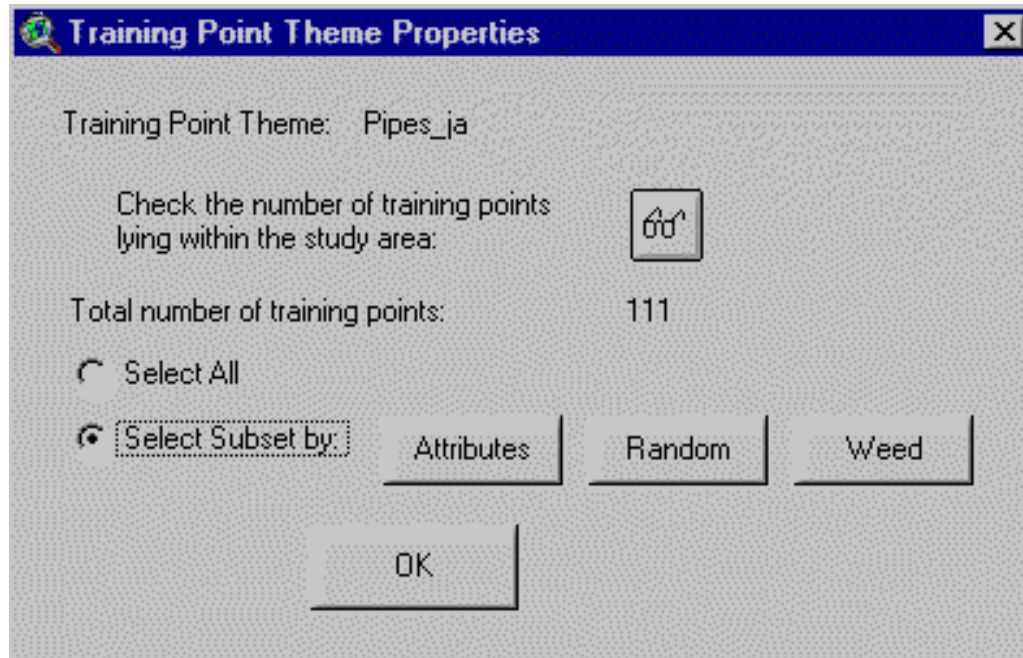 Training Point Theme Properties
Training Point Theme: Pipes_ja
Check the number of training points
lying within the study area:
Total number of training points: 111
Select All
Select Subset by: Attributes Random Weed
OK